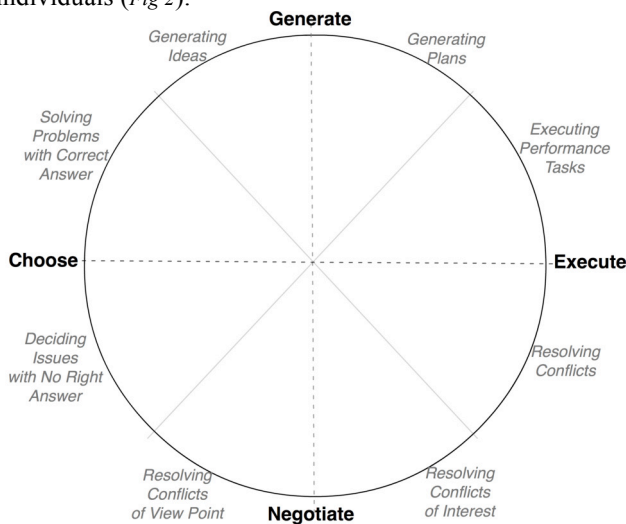 individuals (Fig 2).
Generate
Generating
Ideas
Generating
Plans
Solving
Problems
with Correct
Answer
Executing
Performance
Tasks
Choose
Execute
Deciding
Issues
with No Right
Answer
Resolving
Conflicts
Resolving
Conflicts
of View Point
Resolving
Conflicts
of Interest
Negotiate